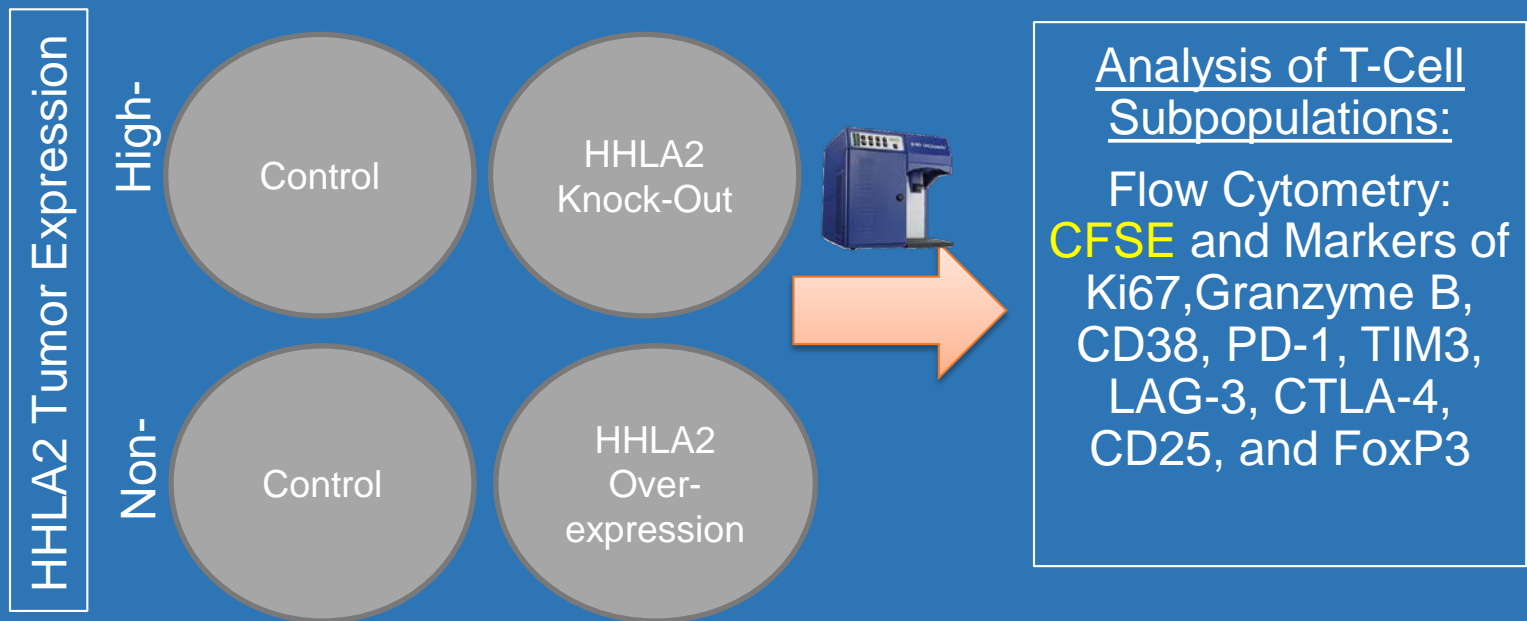 HHLA2 Tumor Expression
High-
Control
HHLA2
Knock-Out
Non-
Control
HHLA2
Over-
expression
Analysis of T-Cell
Subpopulations:
Flow Cytometry:
CFSE and Markers of
Ki67,Granzyme B,
CD38, PD-1, TIM3,
LAG-3, CTLA-4,
CD25, and FoxP3